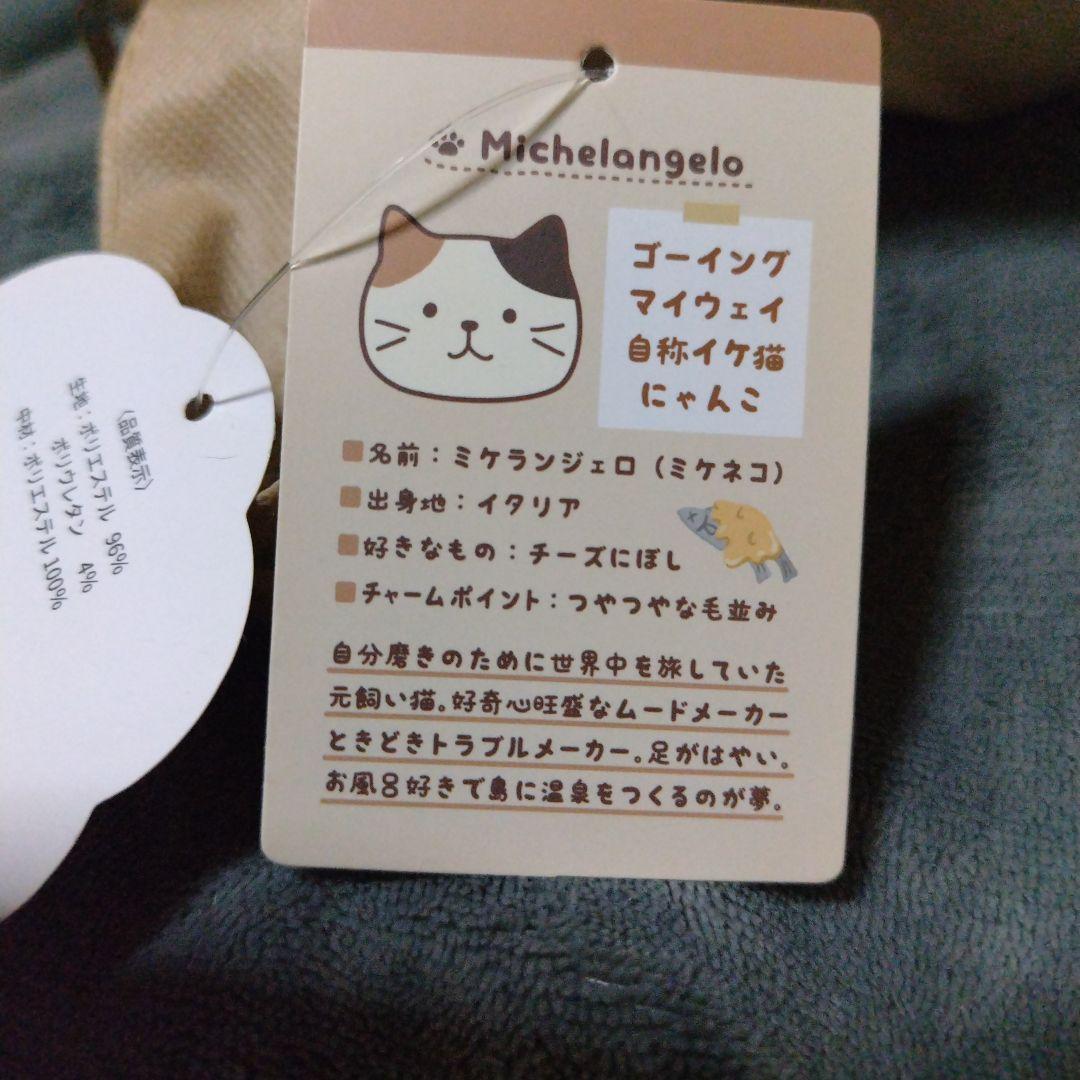 Michelangelo
ゴーイング
マイウェイ
自称イケ猫
にゃんこ
名前：ミケランジェロ（ミケネコ）
出身地：イタリア
好きなもの：チーズにぼし
チャームポイント：つやつやな毛並み
自分磨きのために世界中を旅していた
元飼い猫。好奇心旺盛なムードメーカー
ときどきトラブルメーカー。足がはやい。
お風呂好きで島に温泉をつくるのが夢。
〈品質表示〉
生地：ポリエステル 96%
ポリウレタン 4%
中材：ポリエステル 100%